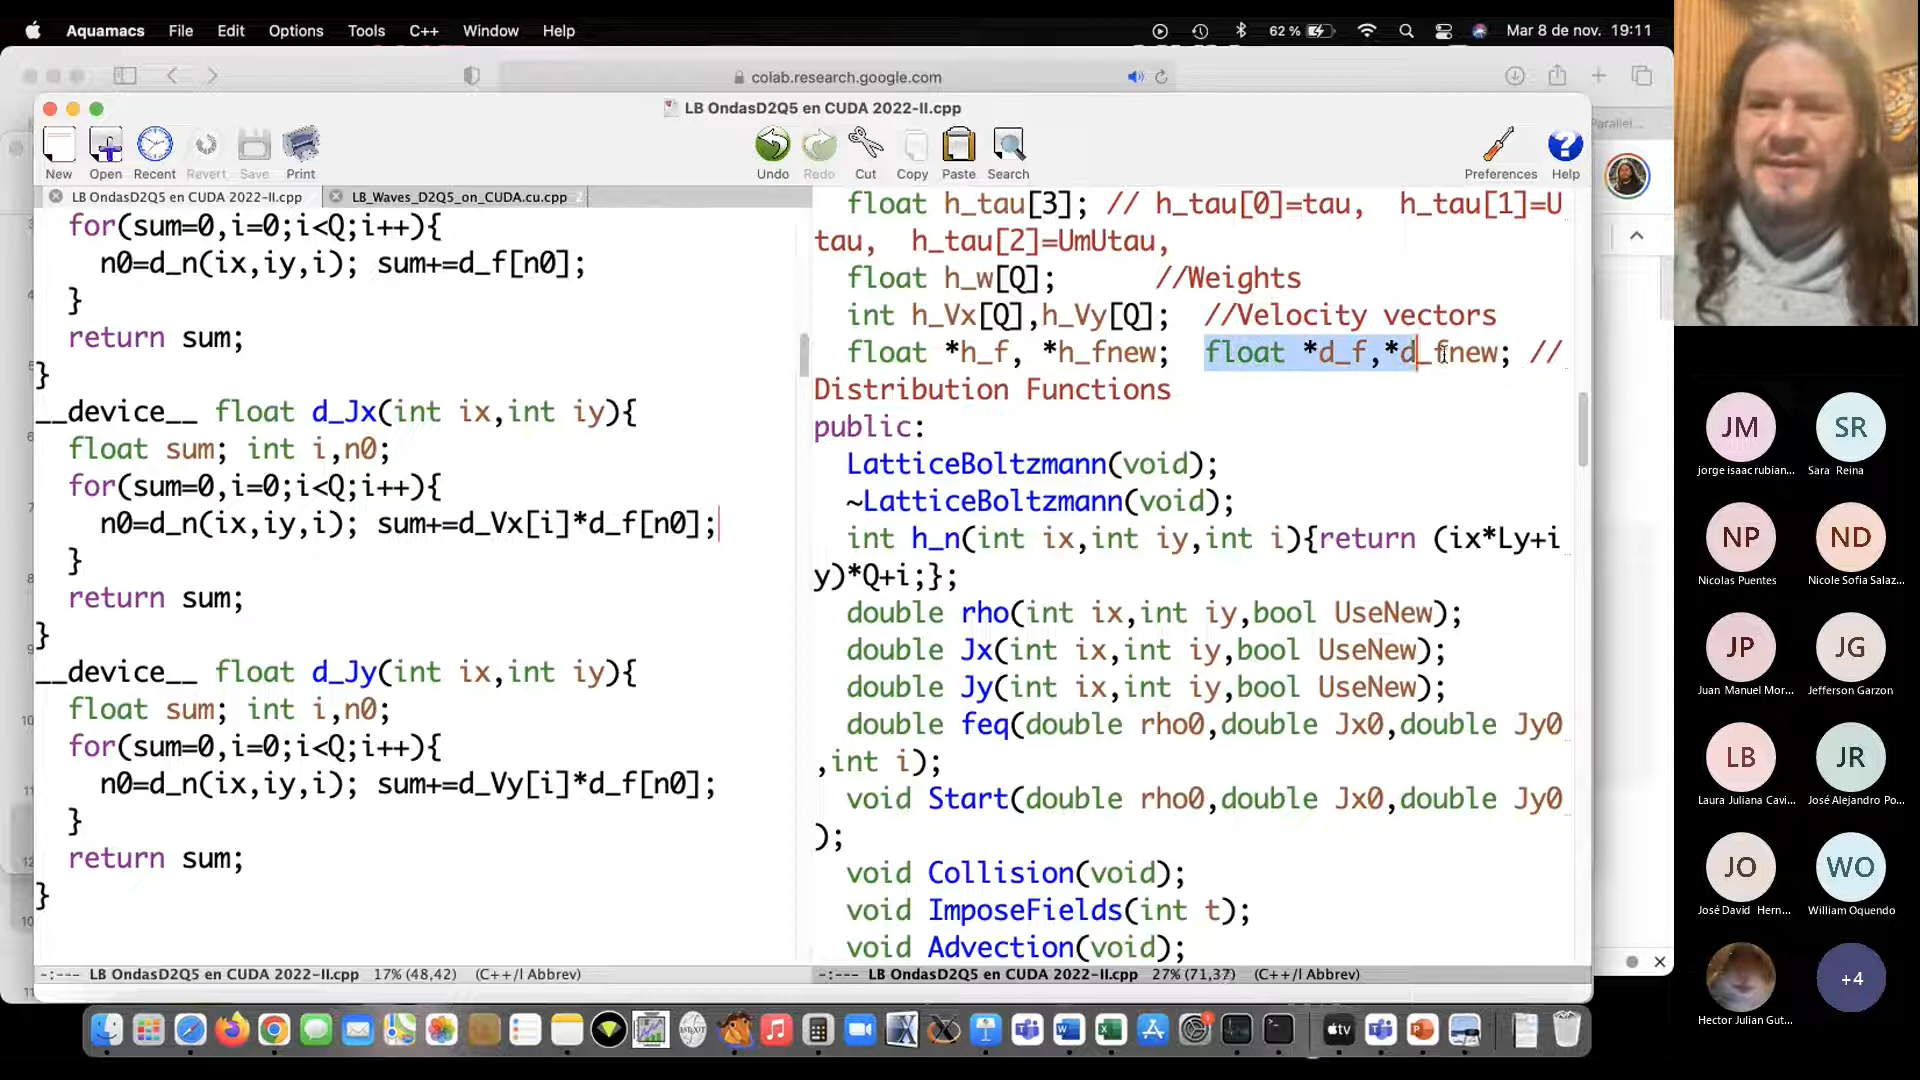 Aquamacs File Edit Options Tools C++ Window Help
62 % Mar 8 de nov. 19:11
colab.research.google.com
LB OndasD2Q5 en CUDA 2022-II.cpp
New Open Recent Revert Save Print Undo Redo Cut Copy Paste Search Preferences Help
LB OndasD2Q5 en CUDA 2022-II.cpp LB_Waves_D2Q5_on_CUDA.cu.cpp
for(sum=0,i=0;i<Q;i++){
n0=d_n(ix,iy,i); sum+=d_f[n0];
}
return sum;
}
__device__ float d_Jx(int ix,int iy){
float sum; int i,n0;
for(sum=0,i=0;i<Q;i++){
n0=d_n(ix,iy,i); sum+=d_Vx[i]*d_f[n0];
}
return sum;
}
__device__ float d_Jy(int ix,int iy){
float sum; int i,n0;
for(sum=0,i=0;i<Q;i++){
n0=d_n(ix,iy,i); sum+=d_Vy[i]*d_f[n0];
}
return sum;
}
-:--- LB OndasD2Q5 en CUDA 2022-II.cpp 17% (48,42) (C++/l Abbrev)
float h_tau[3]; // h_tau[0]=tau, h_tau[1]=U
tau, h_tau[2]=UmUtau,
float h_w[Q]; //Weights
int h_Vx[Q],h_Vy[Q]; //Velocity vectors
float *h_f, *h_fnew; float *d_f,*d_fnew; //
Distribution Functions
public:
LatticeBoltzmann(void);
~LatticeBoltzmann(void);
int h_n(int ix,int iy,int i){return (ix*Ly+i
y)*Q+i;};
double rho(int ix,int iy,bool UseNew);
double Jx(int ix,int iy,bool UseNew);
double Jy(int ix,int iy,bool UseNew);
double feq(double rho0,double Jx0,double Jy0
,int i);
void Start(double rho0,double Jx0,double Jy0
);
void Collision(void);
void ImposeFields(int t);
void Advection(void);
-:--- LB OndasD2Q5 en CUDA 2022-II.cpp 27% (71,37) (C++/l Abbrev)
Parallel...
JM SR
jorge isaac rubian... Sara Reina
NP ND
Nicolas Puentes Nicole Sofia Salaz...
JP JG
Juan Manuel Mor... Jefferson Garzon
LB JR
Laura Juliana Cavi... José Alejandro Po...
JO WO
José David Hern... William Oquendo
+4
Hector Julian Gut...
tv